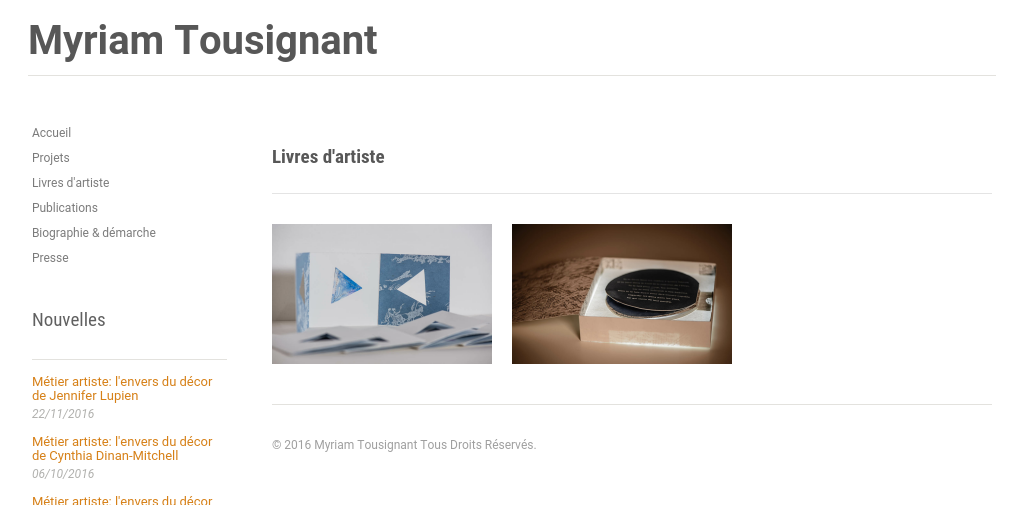 Myriam Tousignant
Accueil
Projets
Livres d'artiste
Publications
Biographie & démarche
Presse
Nouvelles
Métier artiste: l'envers du décor
de Jennifer Lupien
22/11/2016
Métier artiste: l'envers du décor
de Cynthia Dinan-Mitchell
06/10/2016
Métier artiste: l'envers du décor
Livres d'artiste
© 2016 Myriam Tousignant Tous Droits Réservés.